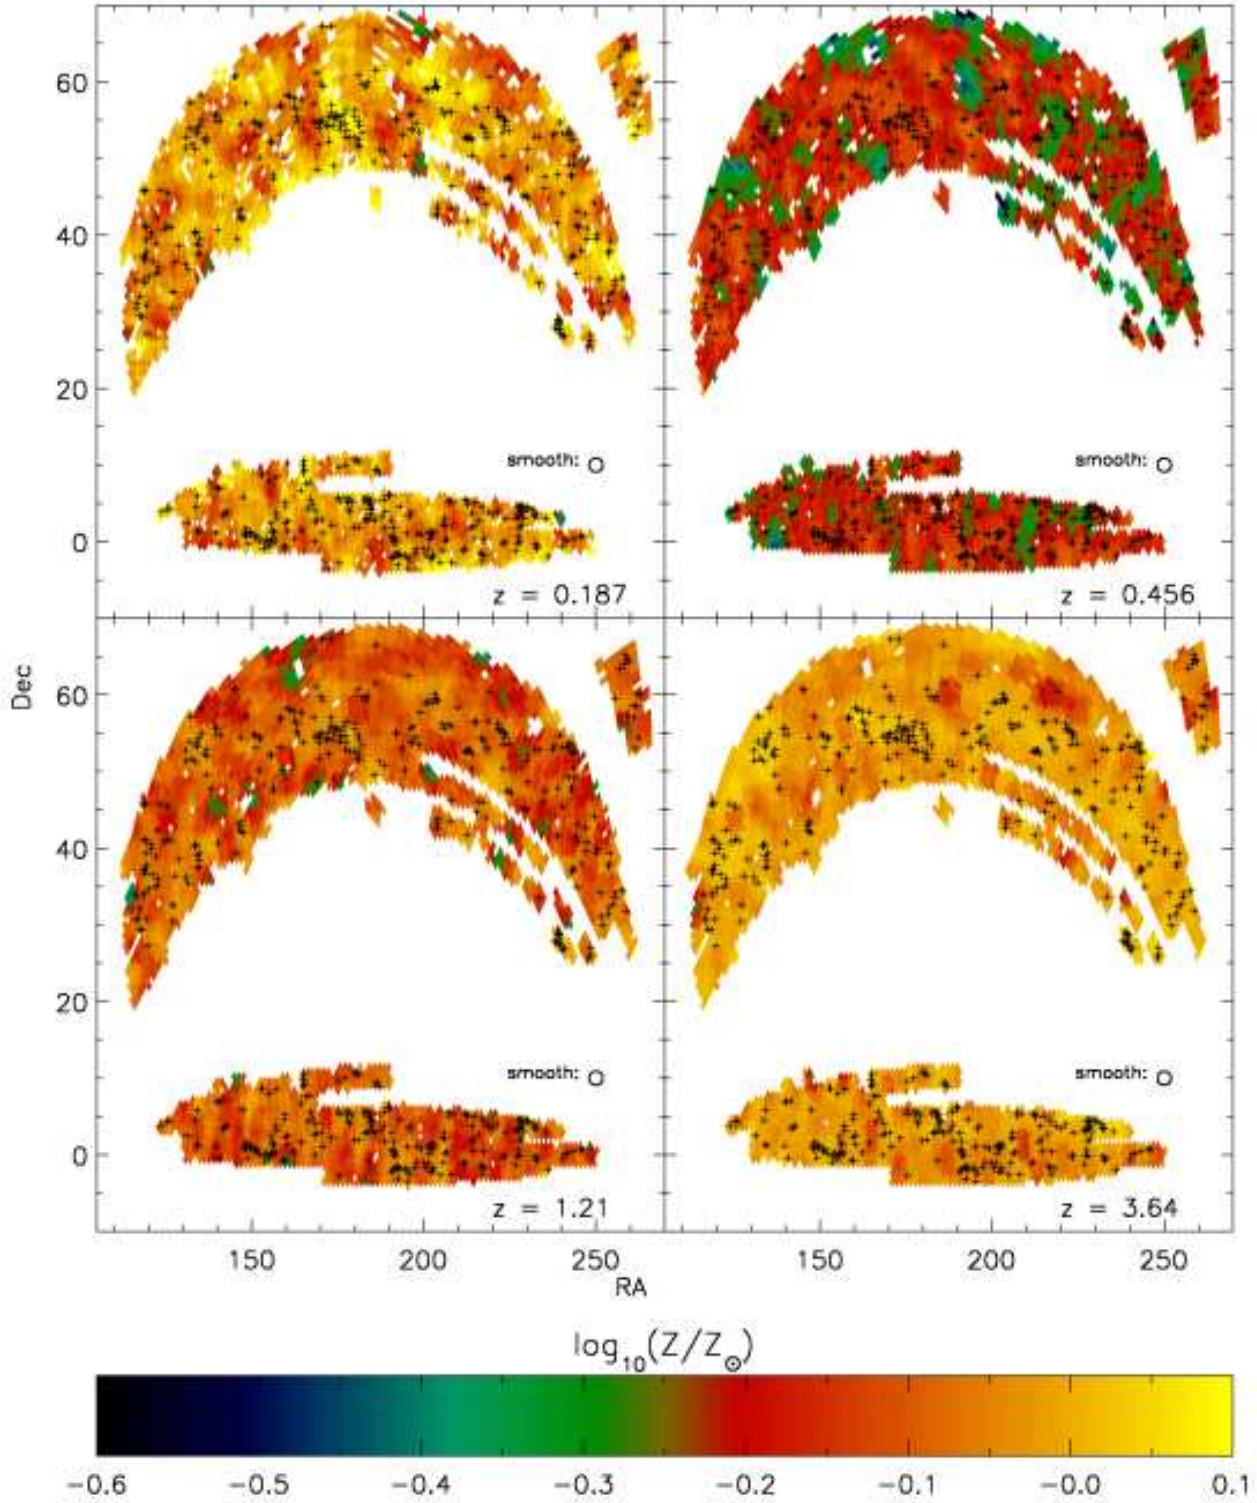 60
40
20
0
smooth:
smooth:
z = 0.187
z = 0.456
Dec
60
40
20
0
smooth:
smooth:
z = 1.21
z = 3.64
150 200 250 150 200 250
RA
log₁₀(Z/Z☉)
−0.6 −0.5 −0.4 −0.3 −0.2 −0.1 −0.0 0.1